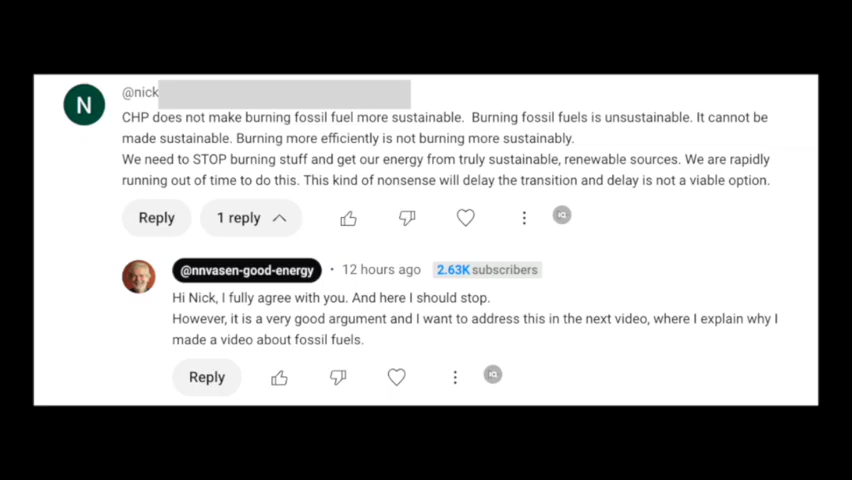 N
@nick
CHP does not make burning fossil fuel more sustainable. Burning fossil fuels is unsustainable. It cannot be
made sustainable. Burning more efficiently is not burning more sustainably.
We need to STOP burning stuff and get our energy from truly sustainable, renewable sources. We are rapidly
running out of time to do this. This kind of nonsense will delay the transition and delay is not a viable option.
Reply 1 reply
@nnvasen-good-energy • 12 hours ago 2.63K subscribers
Hi Nick, I fully agree with you. And here I should stop.
However, it is a very good argument and I want to address this in the next video, where I explain why I
made a video about fossil fuels.
Reply